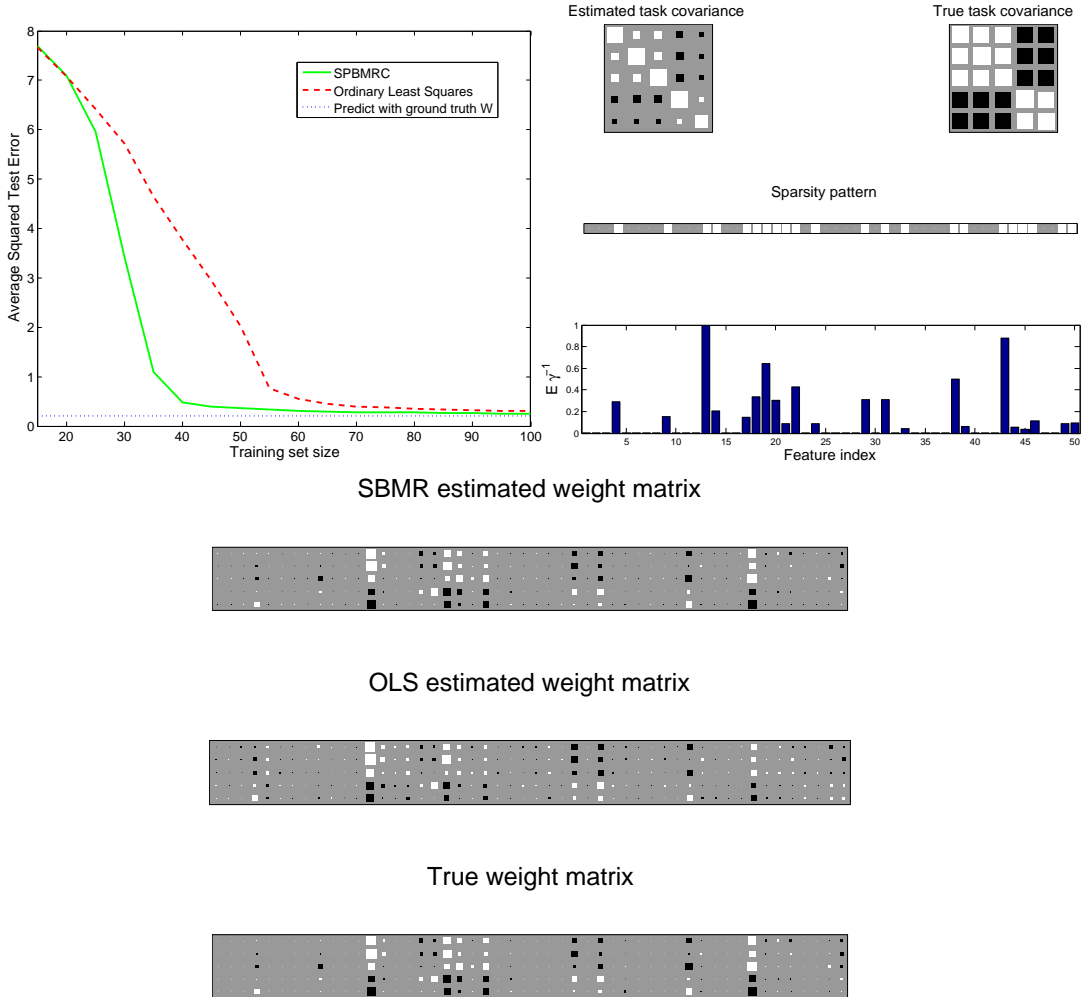 Estimated task covariance
True task covariance
8
7
6
5
4
3
2
1
0
Average Squared Test Error
SPBMRC
Ordinary Least Squares
Predict with ground truth W
20 30 40 50 60 70 80 90 100
Training set size
Sparsity pattern
1
0.8
0.6
0.4
0.2
0
E γ⁻¹
5 10 15 20 25 30 35 40 45 50
Feature index
SBMR estimated weight matrix
OLS estimated weight matrix
True weight matrix